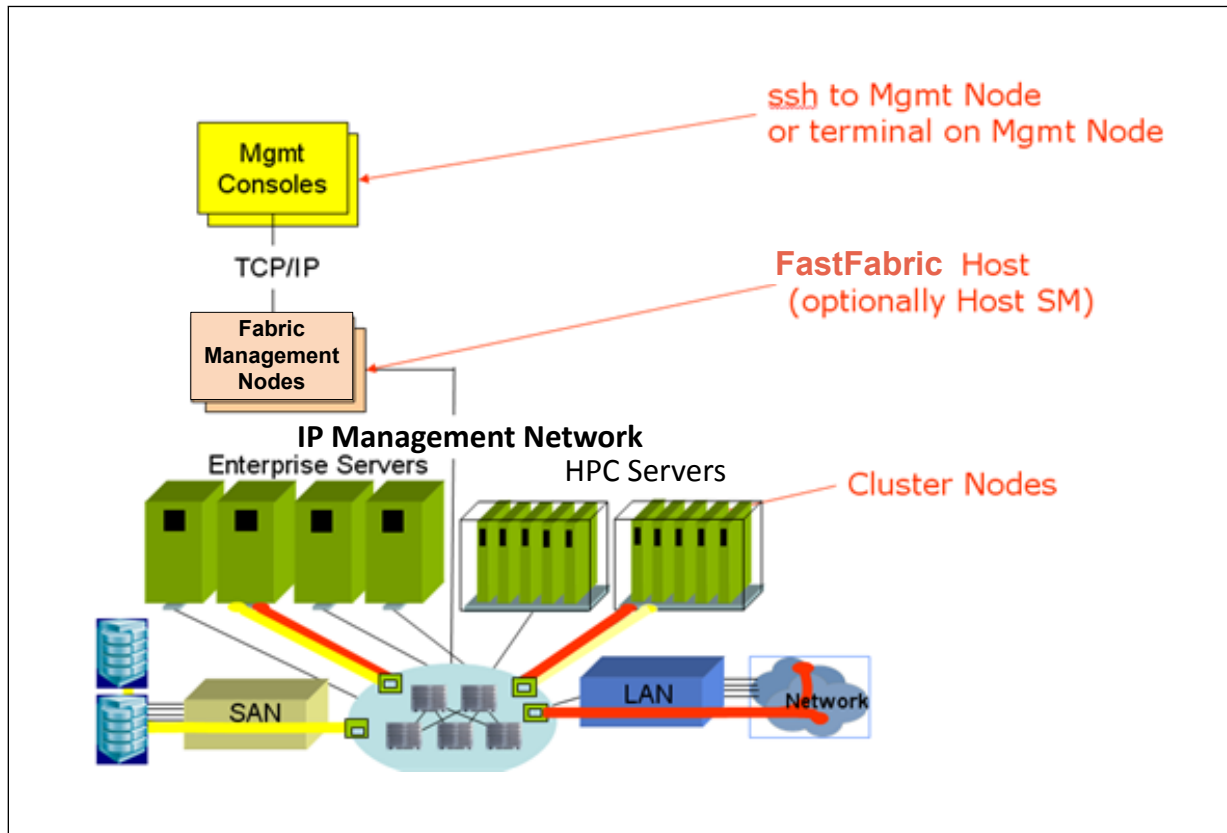 ssh to Mgmt Node
or terminal on Mgmt Node
Mgmt
Consoles
TCP/IP
FastFabric Host
(optionally Host SM)
Fabric
Management
Nodes
IP Management Network
Enterprise Servers
HPC Servers
Cluster Nodes
SAN
LAN
Network